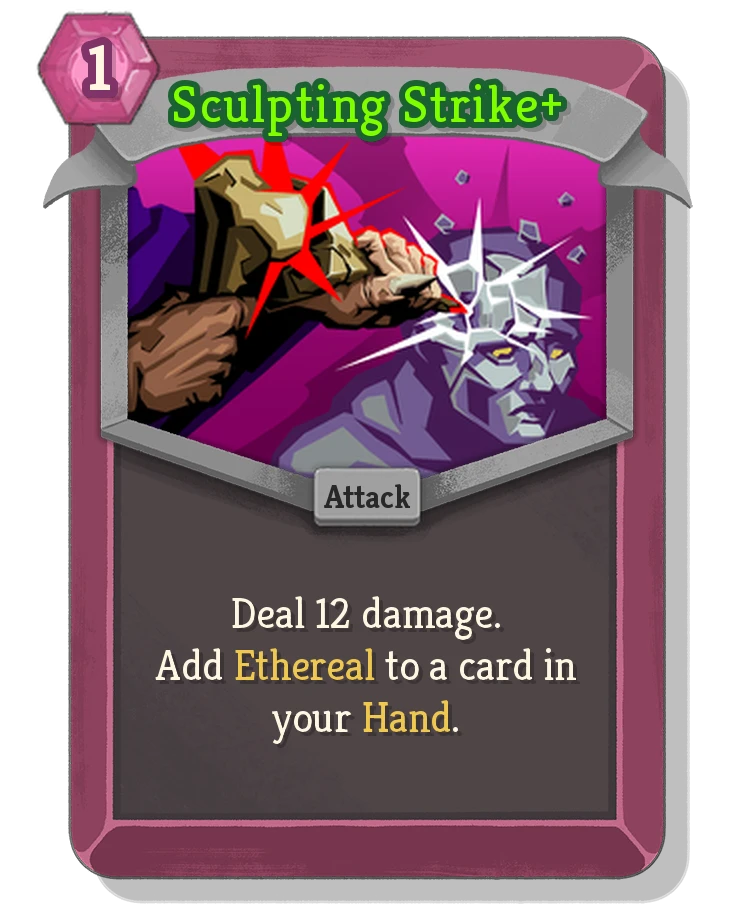 1
Sculpting Strike+
Attack
Deal 12 damage.
Add Ethereal to a card in
your Hand.